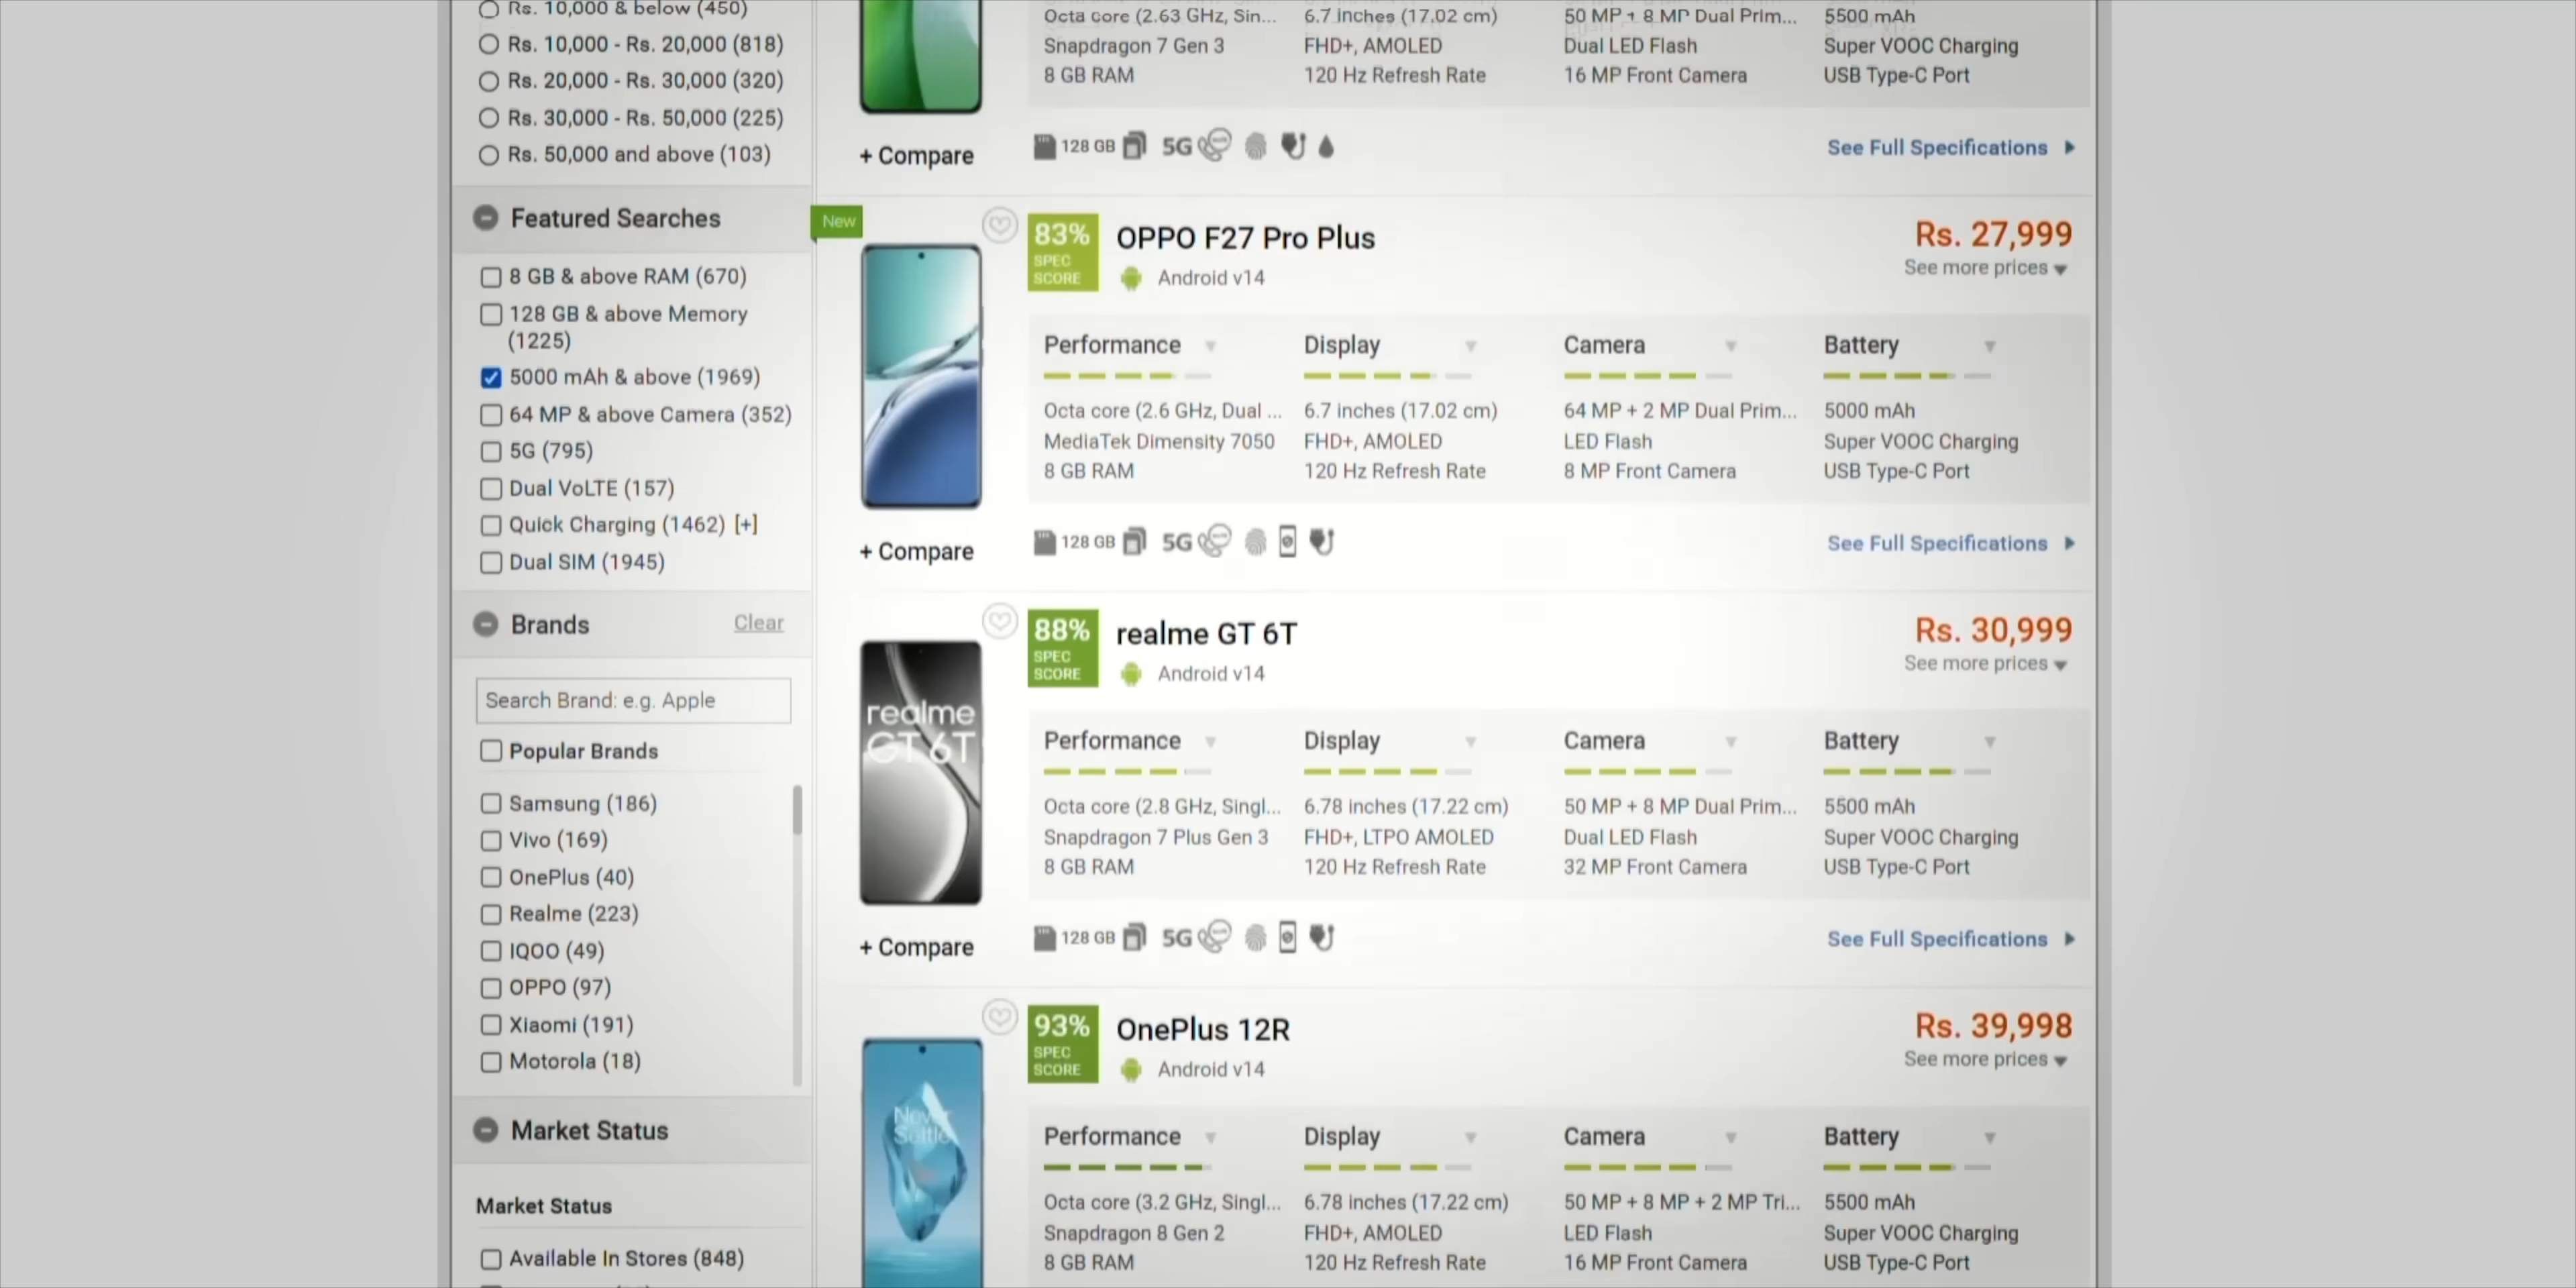 Rs. 10,000 & below (450)
Rs. 10,000 - Rs. 20,000 (818)
Rs. 20,000 - Rs. 30,000 (320)
Rs. 30,000 - Rs. 50,000 (225)
Rs. 50,000 and above (103)
Featured Searches
8 GB & above RAM (670)
128 GB & above Memory
(1225)
5000 mAh & above (1969)
64 MP & above Camera (352)
5G (795)
Dual VoLTE (157)
Quick Charging (1462) [+]
Dual SIM (1945)
Brands Clear
Search Brand: e.g. Apple
Popular Brands
Samsung (186)
Vivo (169)
OnePlus (40)
Realme (223)
IQOO (49)
OPPO (97)
Xiaomi (191)
Motorola (18)
Market Status
Market Status
Available In Stores (848)
Octa core (2.63 GHz, Sin... 6.7 inches (17.02 cm) 50 MP + 8 MP Dual Prim... 5500 mAh
Snapdragon 7 Gen 3 FHD+, AMOLED Dual LED Flash Super VOOC Charging
8 GB RAM 120 Hz Refresh Rate 16 MP Front Camera USB Type-C Port
+ Compare 128 GB 5G See Full Specifications
New
83% OPPO F27 Pro Plus Rs. 27,999
SPEC
SCORE Android v14 See more prices
Performance Display Camera Battery
Octa core (2.6 GHz, Dual ... 6.7 inches (17.02 cm) 64 MP + 2 MP Dual Prim... 5000 mAh
MediaTek Dimensity 7050 FHD+, AMOLED LED Flash Super VOOC Charging
8 GB RAM 120 Hz Refresh Rate 8 MP Front Camera USB Type-C Port
+ Compare 128 GB 5G See Full Specifications
88% realme GT 6T Rs. 30,999
SPEC
SCORE Android v14 See more prices
realme
GT 6T
Performance Display Camera Battery
Octa core (2.8 GHz, Singl... 6.78 inches (17.22 cm) 50 MP + 8 MP Dual Prim... 5500 mAh
Snapdragon 7 Plus Gen 3 FHD+, LTPO AMOLED Dual LED Flash Super VOOC Charging
8 GB RAM 120 Hz Refresh Rate 32 MP Front Camera USB Type-C Port
+ Compare 128 GB 5G See Full Specifications
93% OnePlus 12R Rs. 39,998
SPEC
SCORE Android v14 See more prices
Never
Settle
Performance Display Camera Battery
Octa core (3.2 GHz, Singl... 6.78 inches (17.22 cm) 50 MP + 8 MP + 2 MP Tri... 5500 mAh
Snapdragon 8 Gen 2 FHD+, AMOLED LED Flash Super VOOC Charging
8 GB RAM 120 Hz Refresh Rate 16 MP Front Camera USB Type-C Port